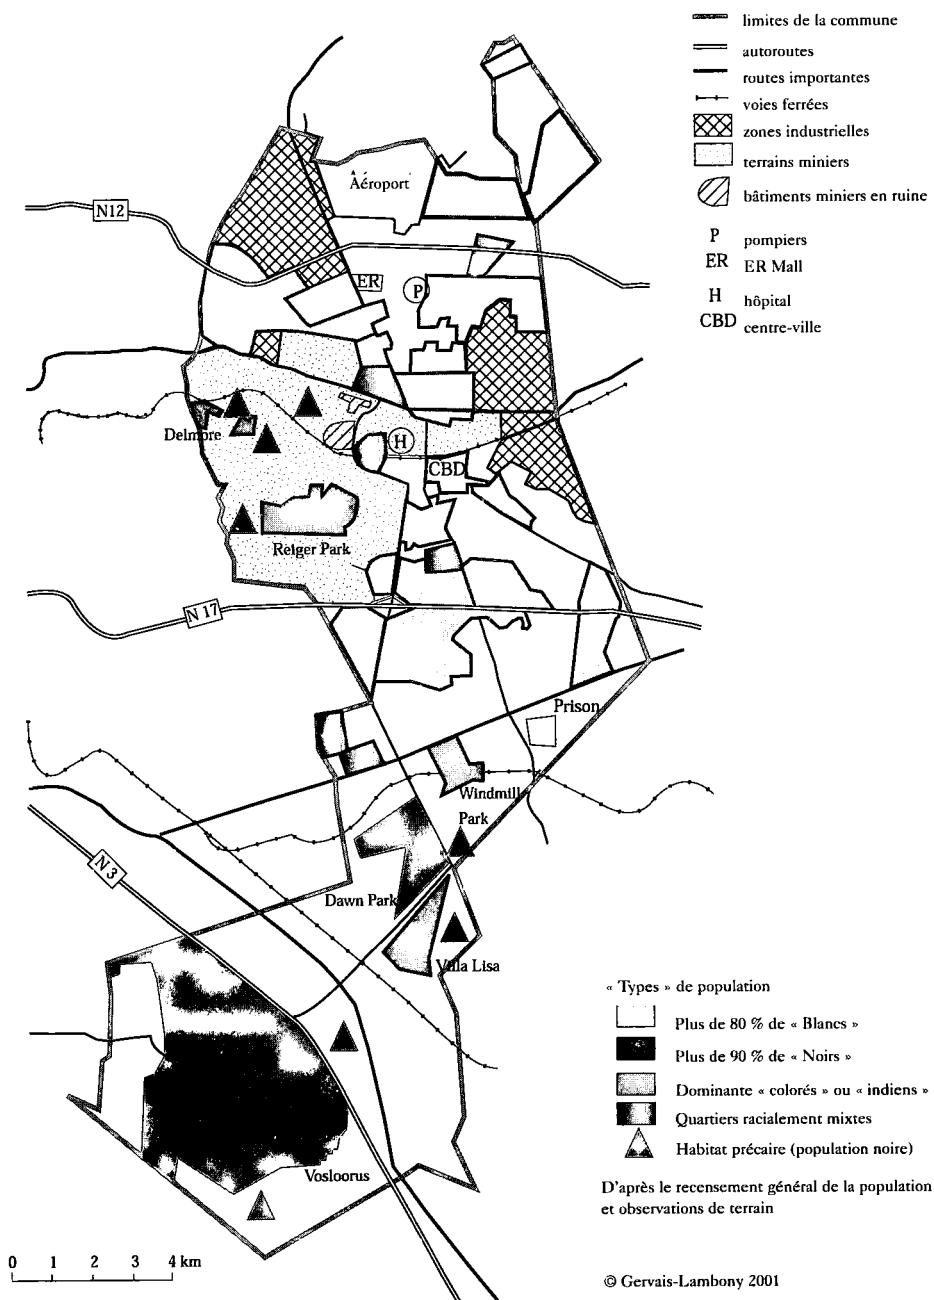 limites de la commune
autoroutes
routes importantes
voies ferrées
zones industrielles
terrains miniers
bâtiments miniers en ruine
P pompiers
ER ER Mall
H hôpital
CBD centre-ville
Aéroport
N12
ER
P
Delmore
H
CBD
Reiger Park
N 17
Prison
Windmill
Park
N 3
Dawn Park
Villa Lisa
Vosloorus
« Types » de population
Plus de 80 % de « Blancs »
Plus de 90 % de « Noirs »
Dominante « colorés » ou « indiens »
Quartiers racialement mixtes
Habitat précaire (population noire)
D'après le recensement général de la population
et observations de terrain
0 1 2 3 4 km
© Gervais-Lambony 2001